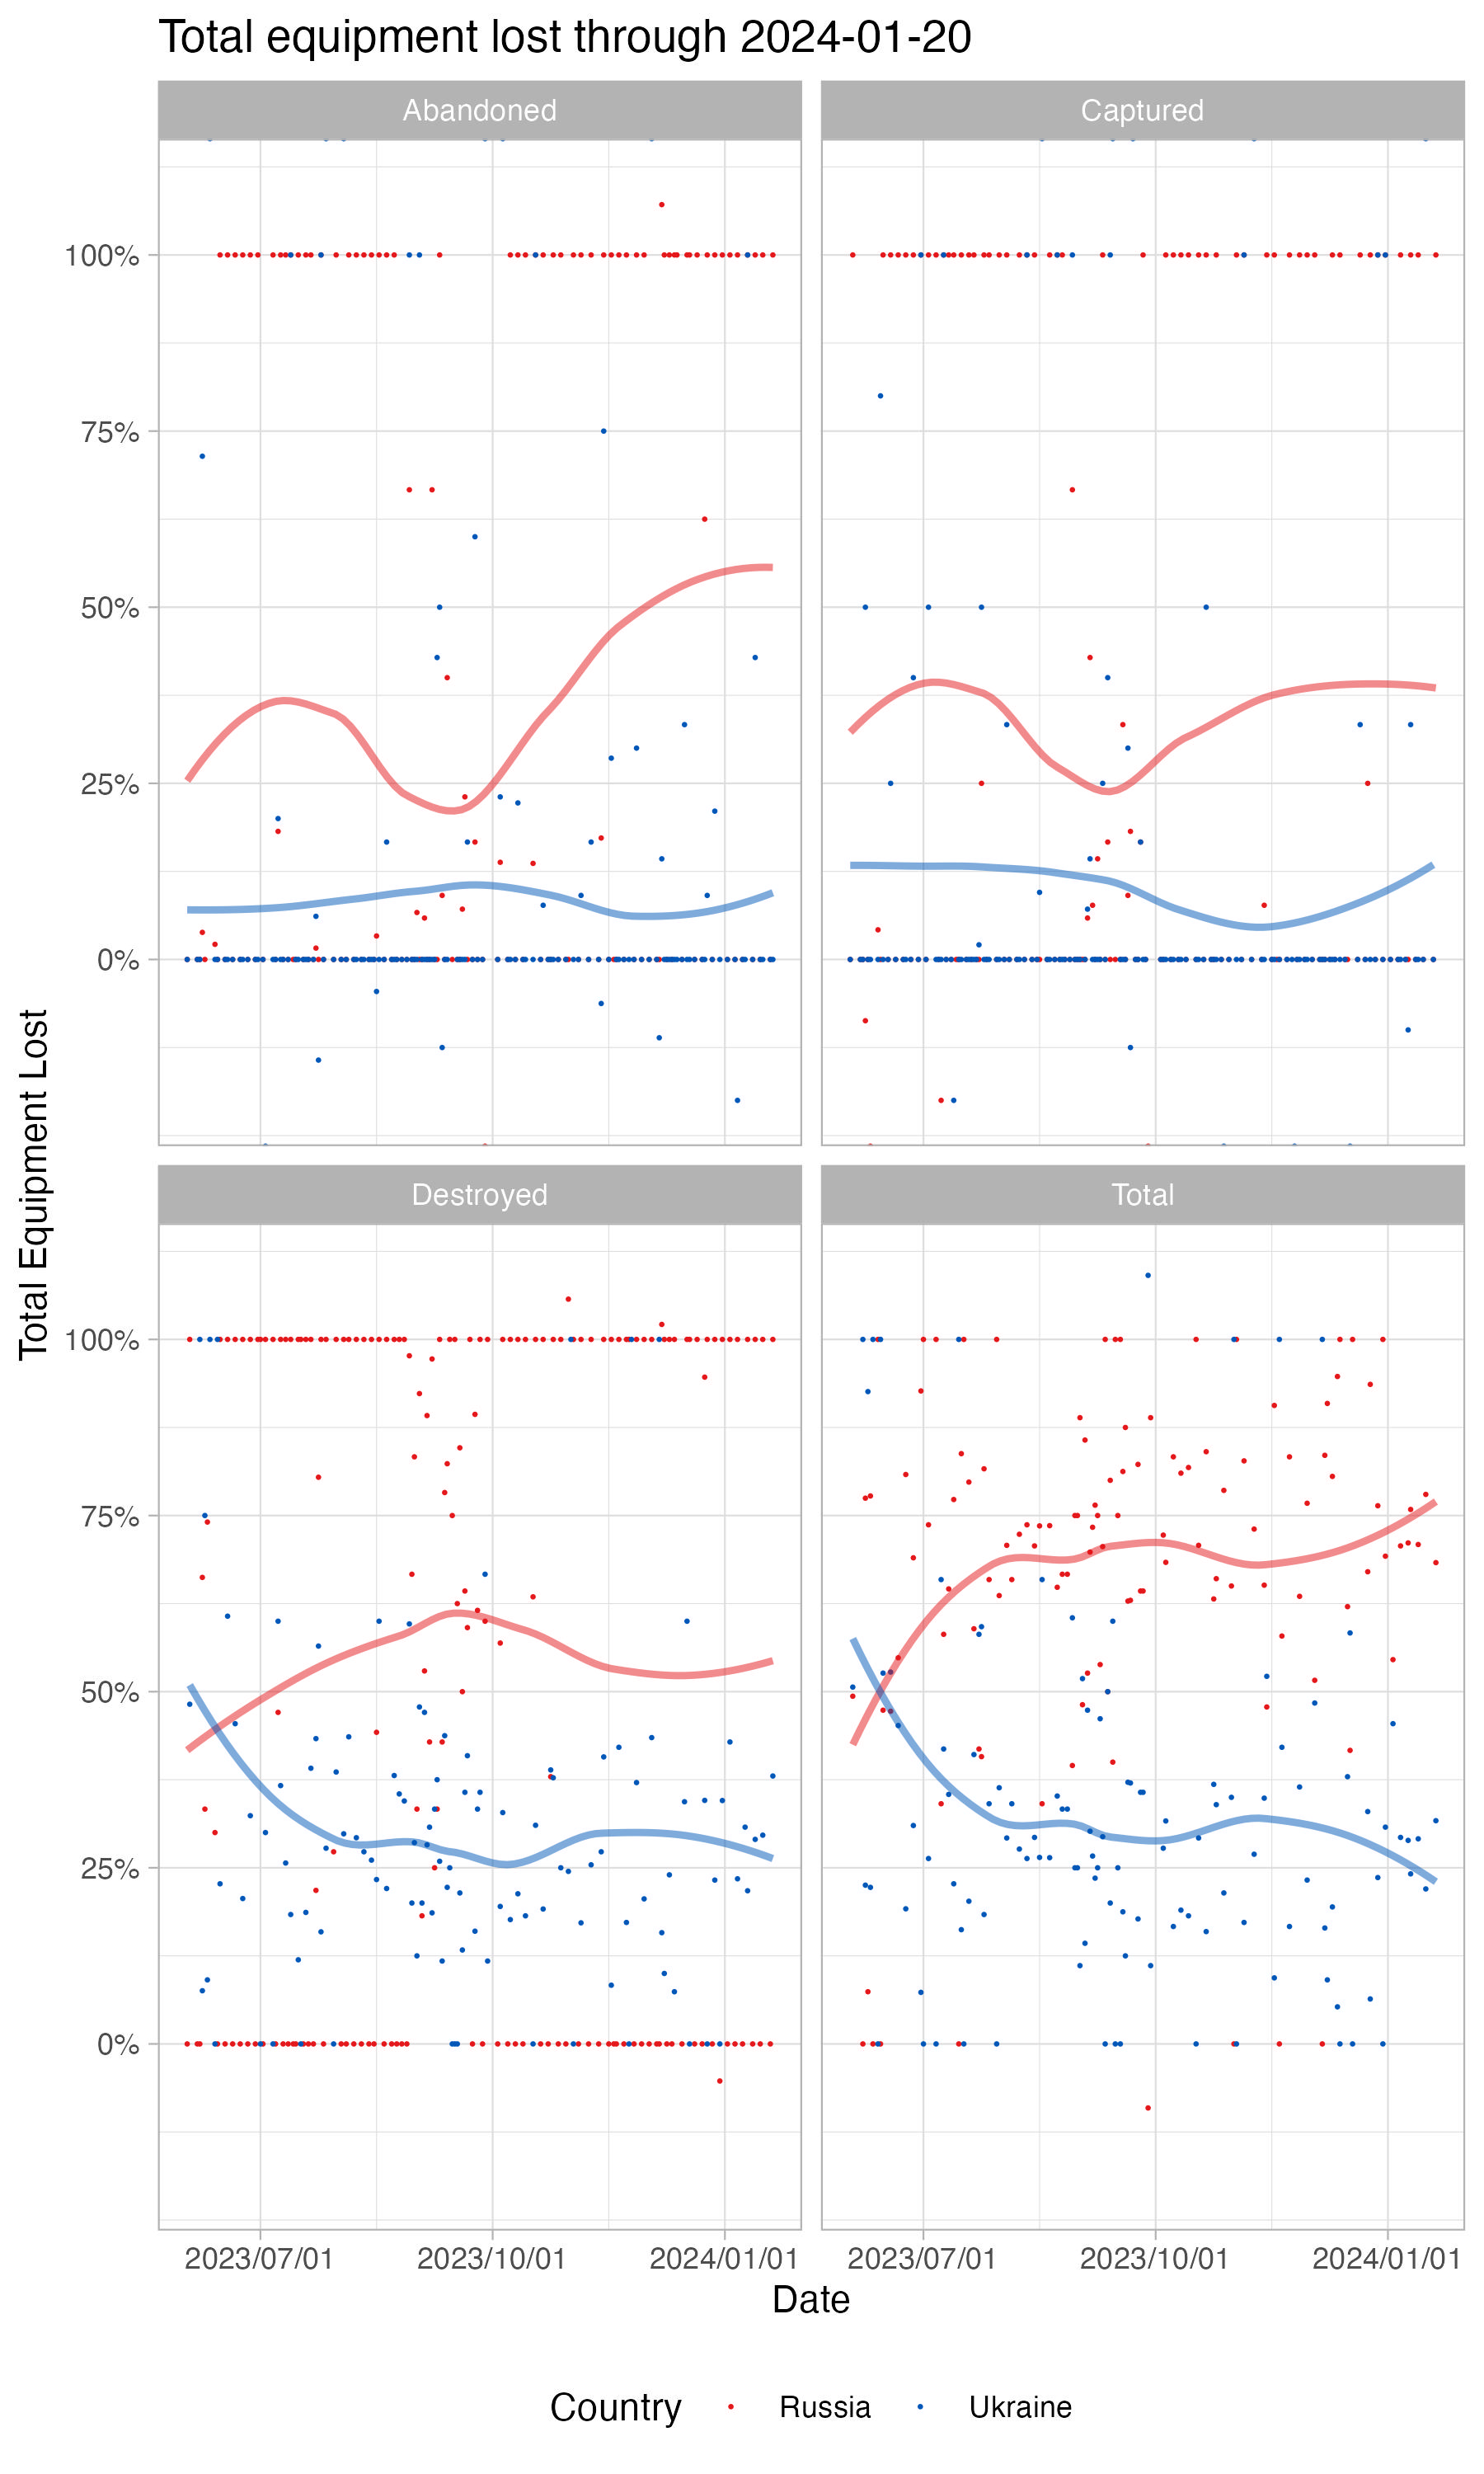 Total equipment lost through 2024-01-20
Abandoned
Captured
100%
75%
50%
25%
0%
Destroyed
Total
100%
75%
50%
25%
0%
Total Equipment Lost
2023/07/01 2023/10/01 2024/01/01
2023/07/01 2023/10/01 2024/01/01
Date
Country Russia Ukraine